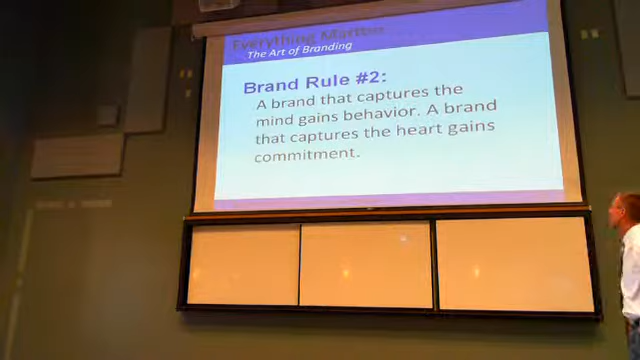 Everything Matters
The Art of Branding
Brand Rule #2:
A brand that captures the
mind gains behavior. A brand
that captures the heart gains
commitment.